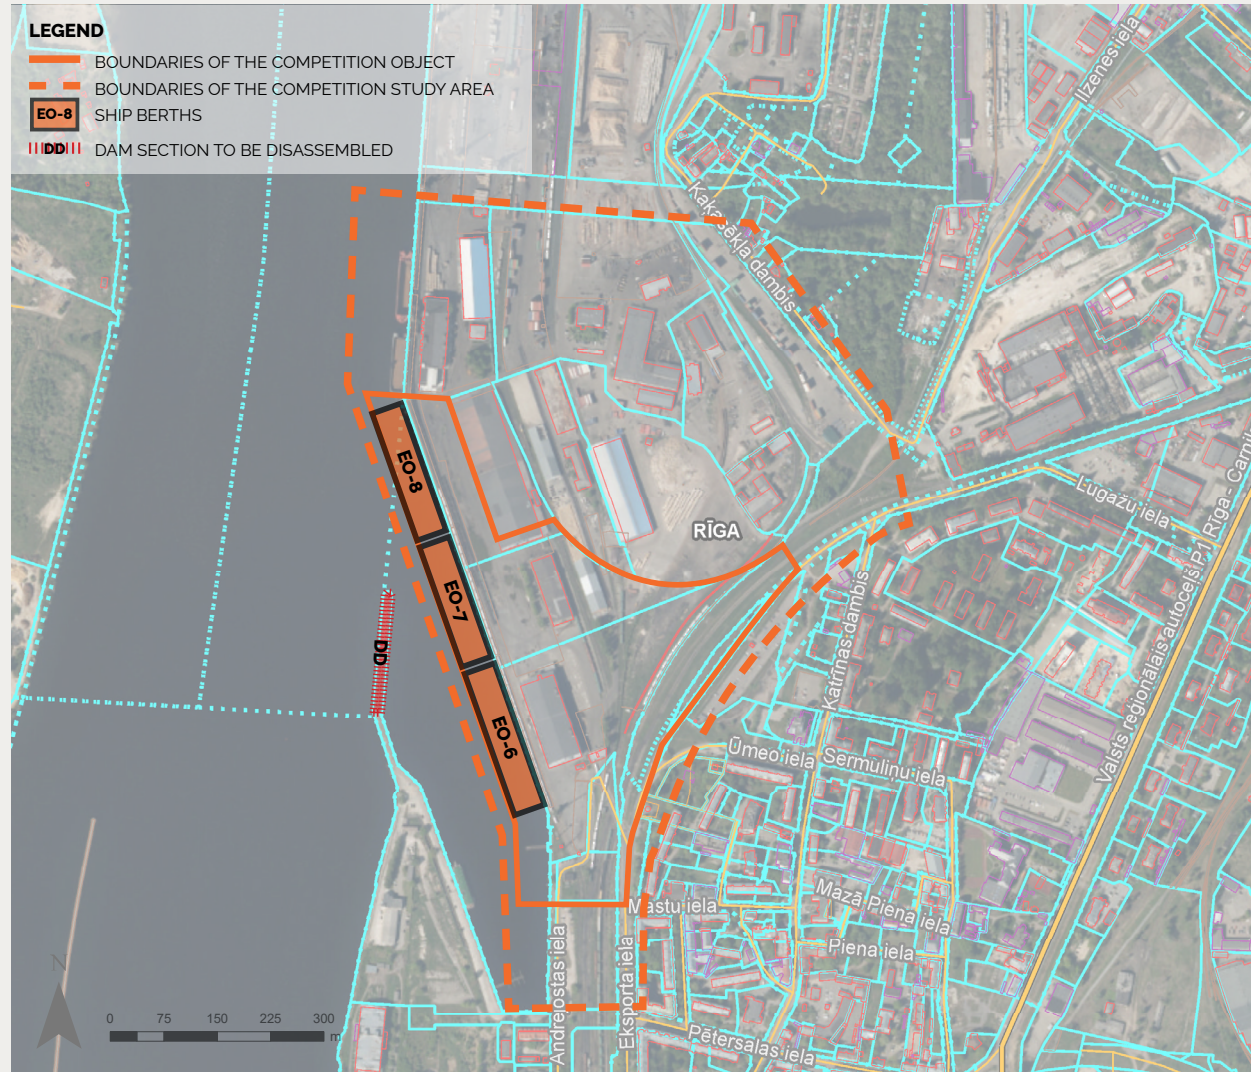 LEGEND
BOUNDARIES OF THE COMPETITION OBJECT
BOUNDARIES OF THE COMPETITION STUDY AREA
EO-8 SHIP BERTHS
DD DAM SECTION TO BE DISASSEMBLED
Ilzenes iela
Kakasēkļa dambis
EO-8
RĪGA
Lugažu iela
Valsts reģionālais autoceļš P1 Rīga - Carni
EO-7
Katrīnas dambis
DD
EO-6
Ūmeo iela
Sermuliņu iela
Mastu iela
Mazā Piena iela
Piena iela
Andrejostas iela
Eksporta iela
Pētersalas iela
N
0 75 150 225 300
m